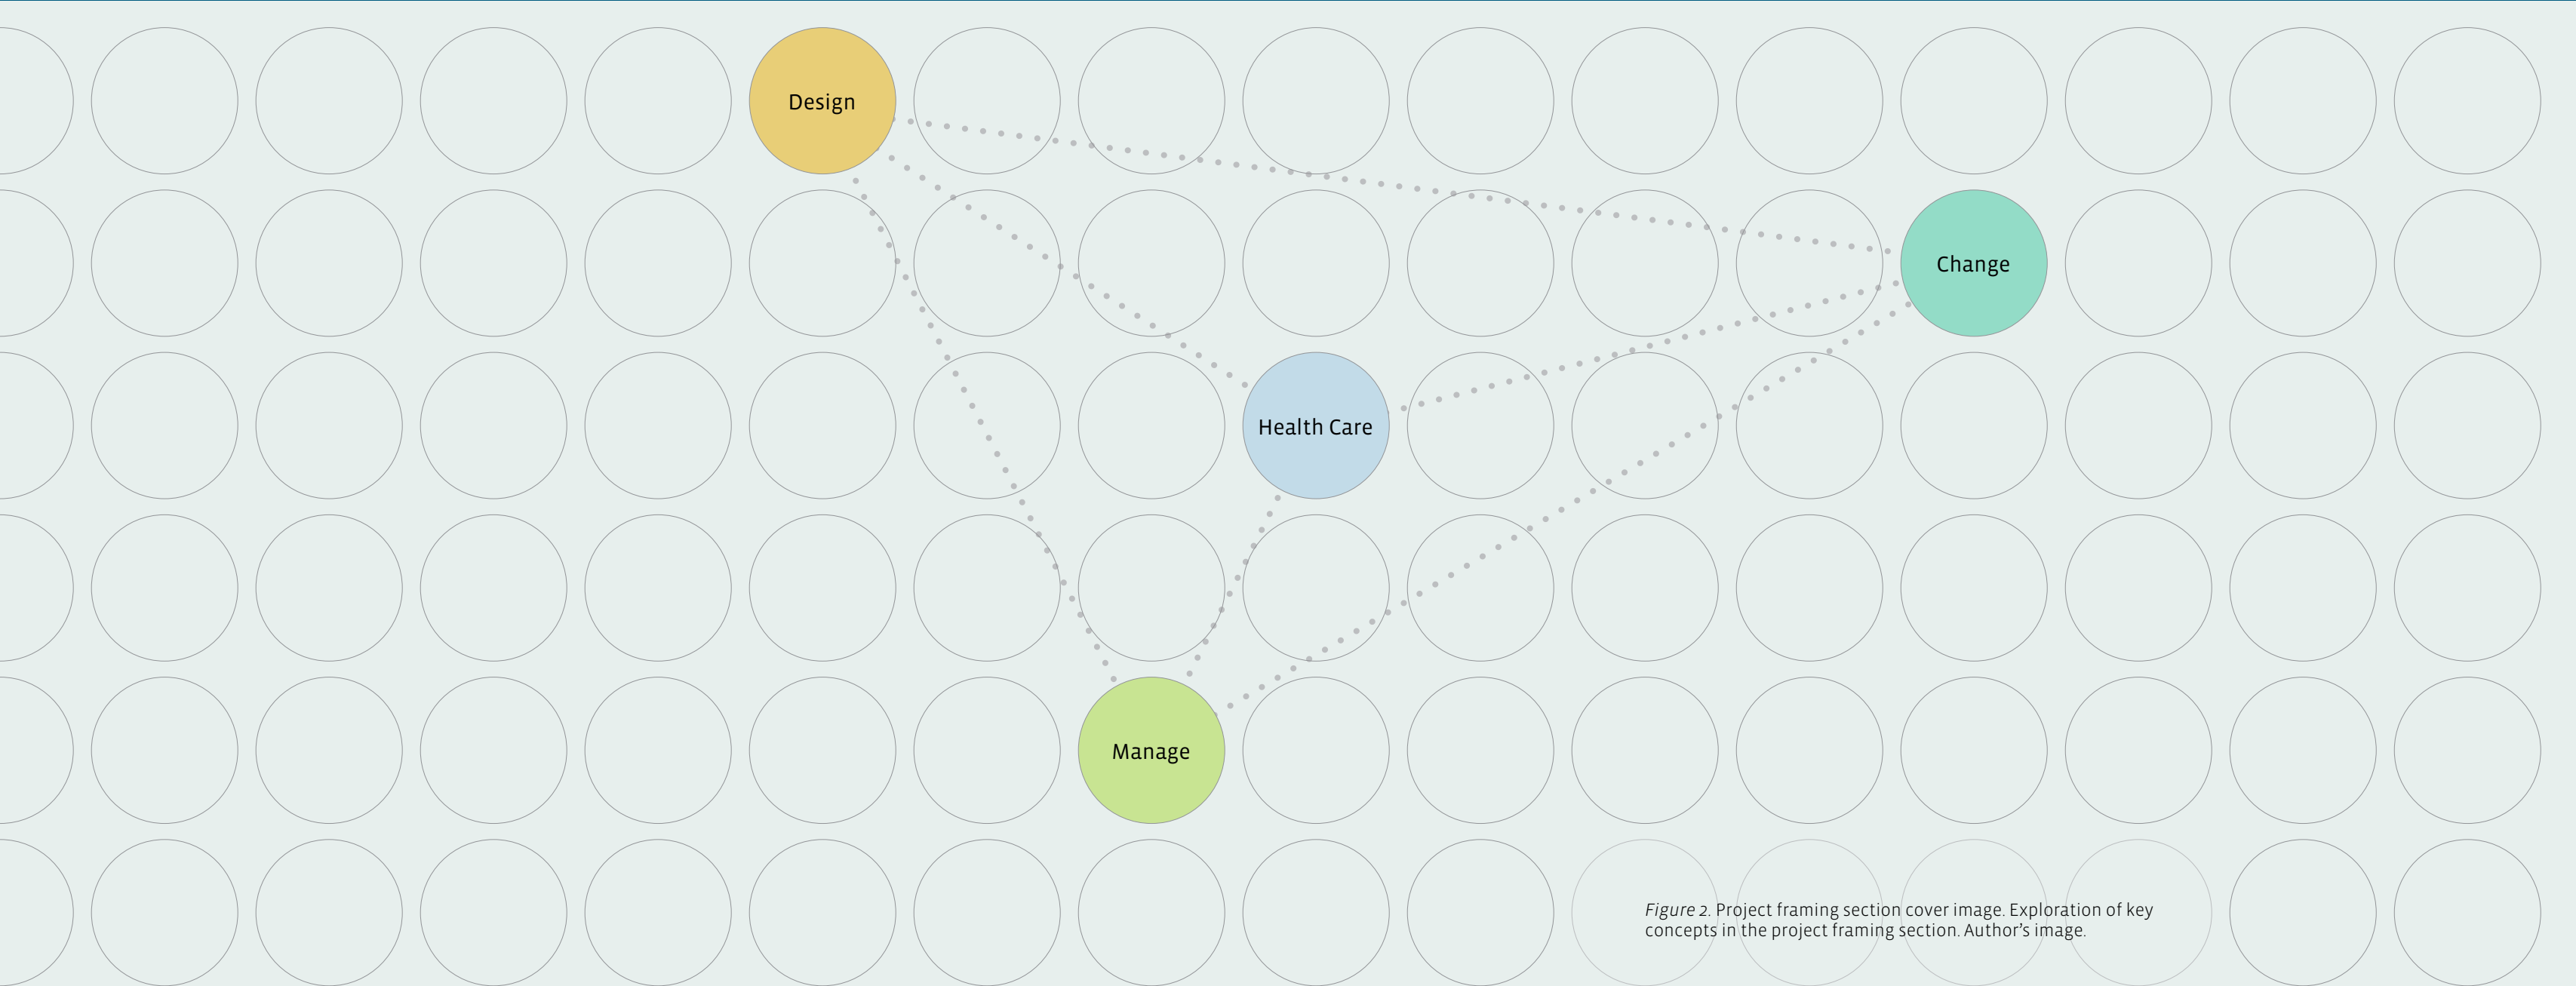 Design
Change
Health Care
Manage
Figure 2. Project framing section cover image. Exploration of key
concepts in the project framing section. Author’s image.